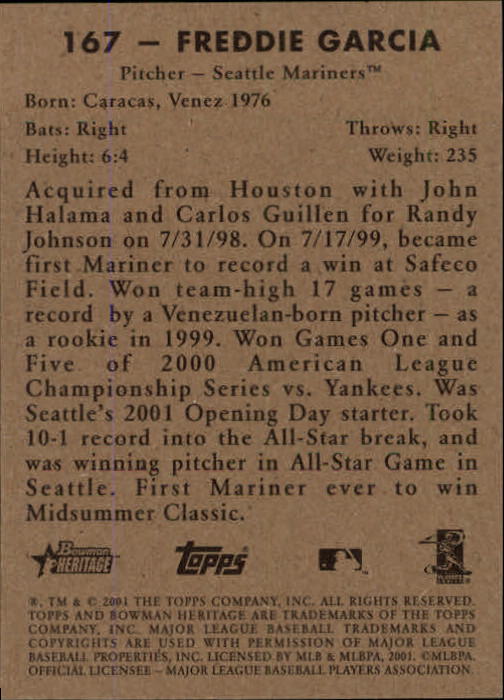 167 — FREDDIE GARCIA
Pitcher — Seattle Mariners™
Born: Caracas, Venez 1976
Bats: Right Throws: Right
Height: 6:4 Weight: 235
Acquired from Houston with John
Halama and Carlos Guillen for Randy
Johnson on 7/31/98. On 7/17/99, became
first Mariner to record a win at Safeco
Field. Won team-high 17 games — a
record by a Venezuelan-born pitcher — as
a rookie in 1999. Won Games One and
Five of 2000 American League
Championship Series vs. Yankees. Was
Seattle's 2001 Opening Day starter. Took
10-1 record into the All-Star break, and
was winning pitcher in All-Star Game in
Seattle. First Mariner ever to win
Midsummer Classic.
Bowman HERITAGE TOPPS
®, TM & © 2001 THE TOPPS COMPANY, INC. ALL RIGHTS RESERVED.
TOPPS AND BOWMAN HERITAGE ARE TRADEMARKS OF THE TOPPS
COMPANY, INC. MAJOR LEAGUE BASEBALL TRADEMARKS AND
COPYRIGHTS ARE USED WITH PERMISSION OF MAJOR LEAGUE
BASEBALL PROPERTIES, INC. LICENSED BY MLB & MLBPA, 2001. ©MLBPA.
OFFICIAL LICENSEE – MAJOR LEAGUE BASEBALL PLAYERS ASSOCIATION.